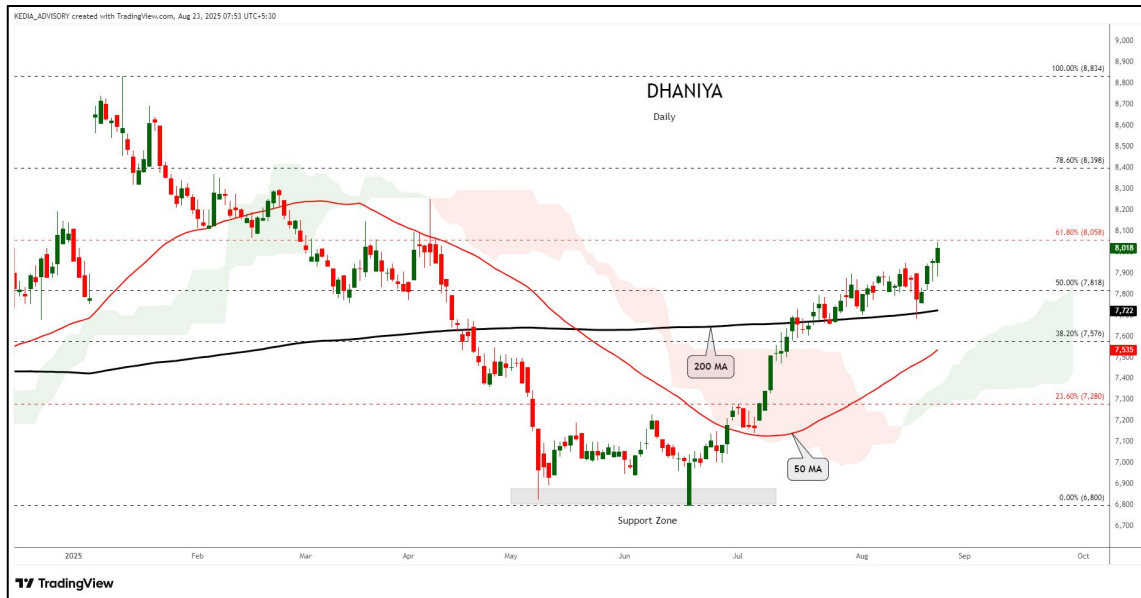 KEDIA_ADVISORY created with TradingView.com, Aug 23, 2025 07:53 UTC+5:30
DHANIYA
Daily
9,000
8,900
100.00% (8,834)
8,800
8,700
8,600
8,500
78.60% (8,398)
8,400
8,300
8,200
8,100
61.80% (8,058)
8,018
7,900
50.00% (7,818)
7,800
7,722
38.20% (7,576)
7,535
7,400
7,300
23.60% (7,280)
7,200
7,100
7,000
6,900
0.00% (6,800)
6,800
6,700
200 MA
50 MA
Support Zone
2025
Feb
Mar
Apr
May
Jun
Jul
Aug
Sep
Oct
TradingView